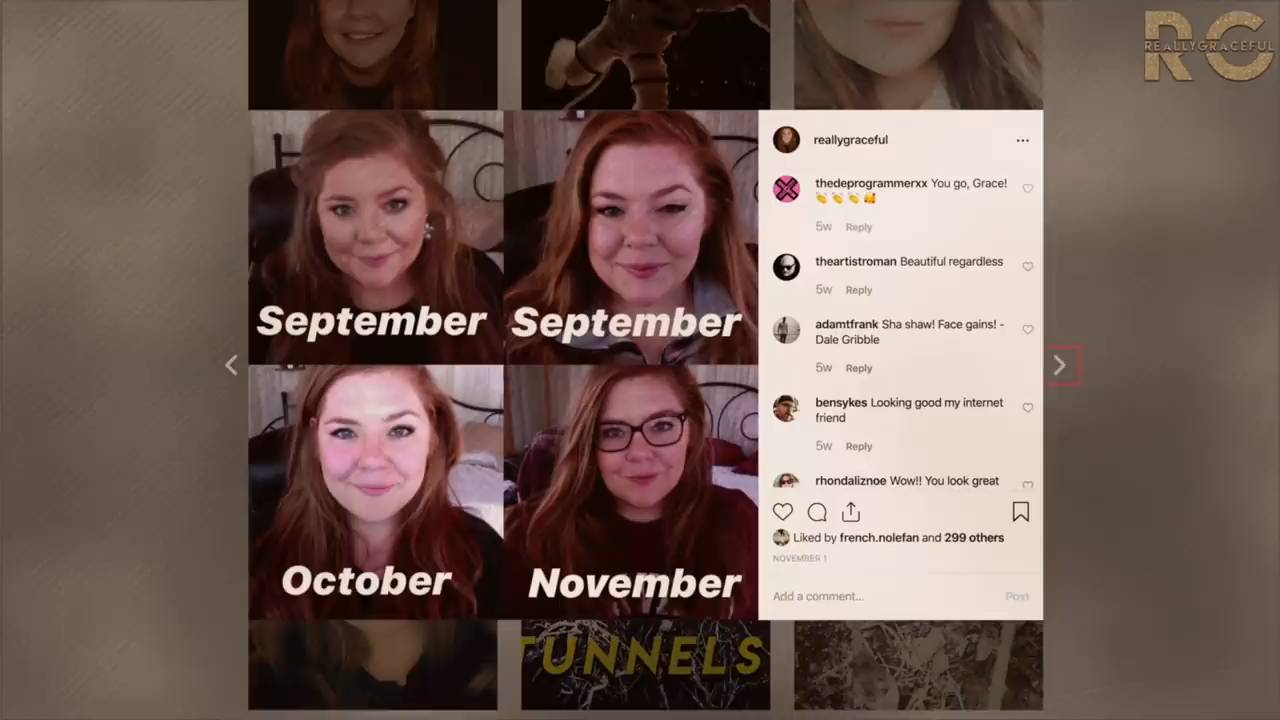 RG
REALLYGRACEFUL
September
September
October
November
reallygraceful
thedeprogrammerxx You go, Grace!
👏👏👏🥰
5w Reply
theartistroman Beautiful regardless
5w Reply
adamtfrank Sha shaw! Face gains! -
Dale Gribble
5w Reply
bensykes Looking good my internet
friend
5w Reply
rhondaliznoe Wow!! You look great
Liked by french.nolefan and 299 others
NOVEMBER 1
Add a comment... Post
TUNNELS